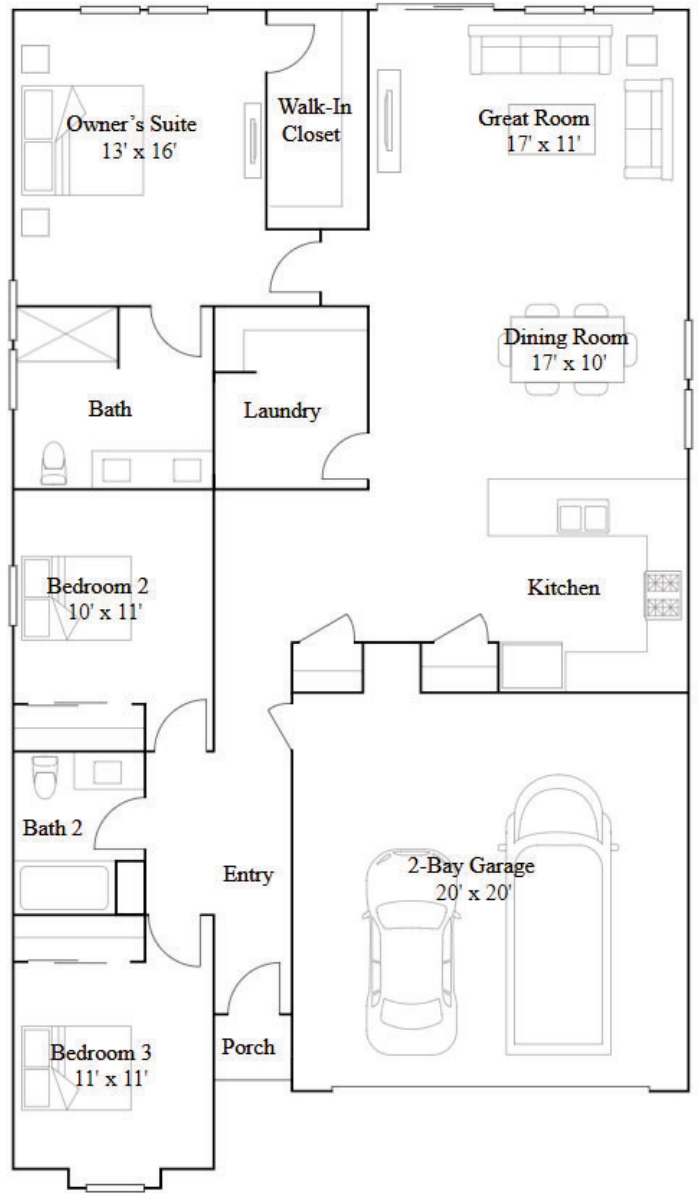 Owner's Suite
13' x 16'
Walk-In
Closet
Great Room
17' x 11'
Dining Room
17' x 10'
Bath
Laundry
Bedroom 2
10' x 11'
Kitchen
Bath 2
Entry
2-Bay Garage
20' x 20'
Bedroom 3
11' x 11'
Porch